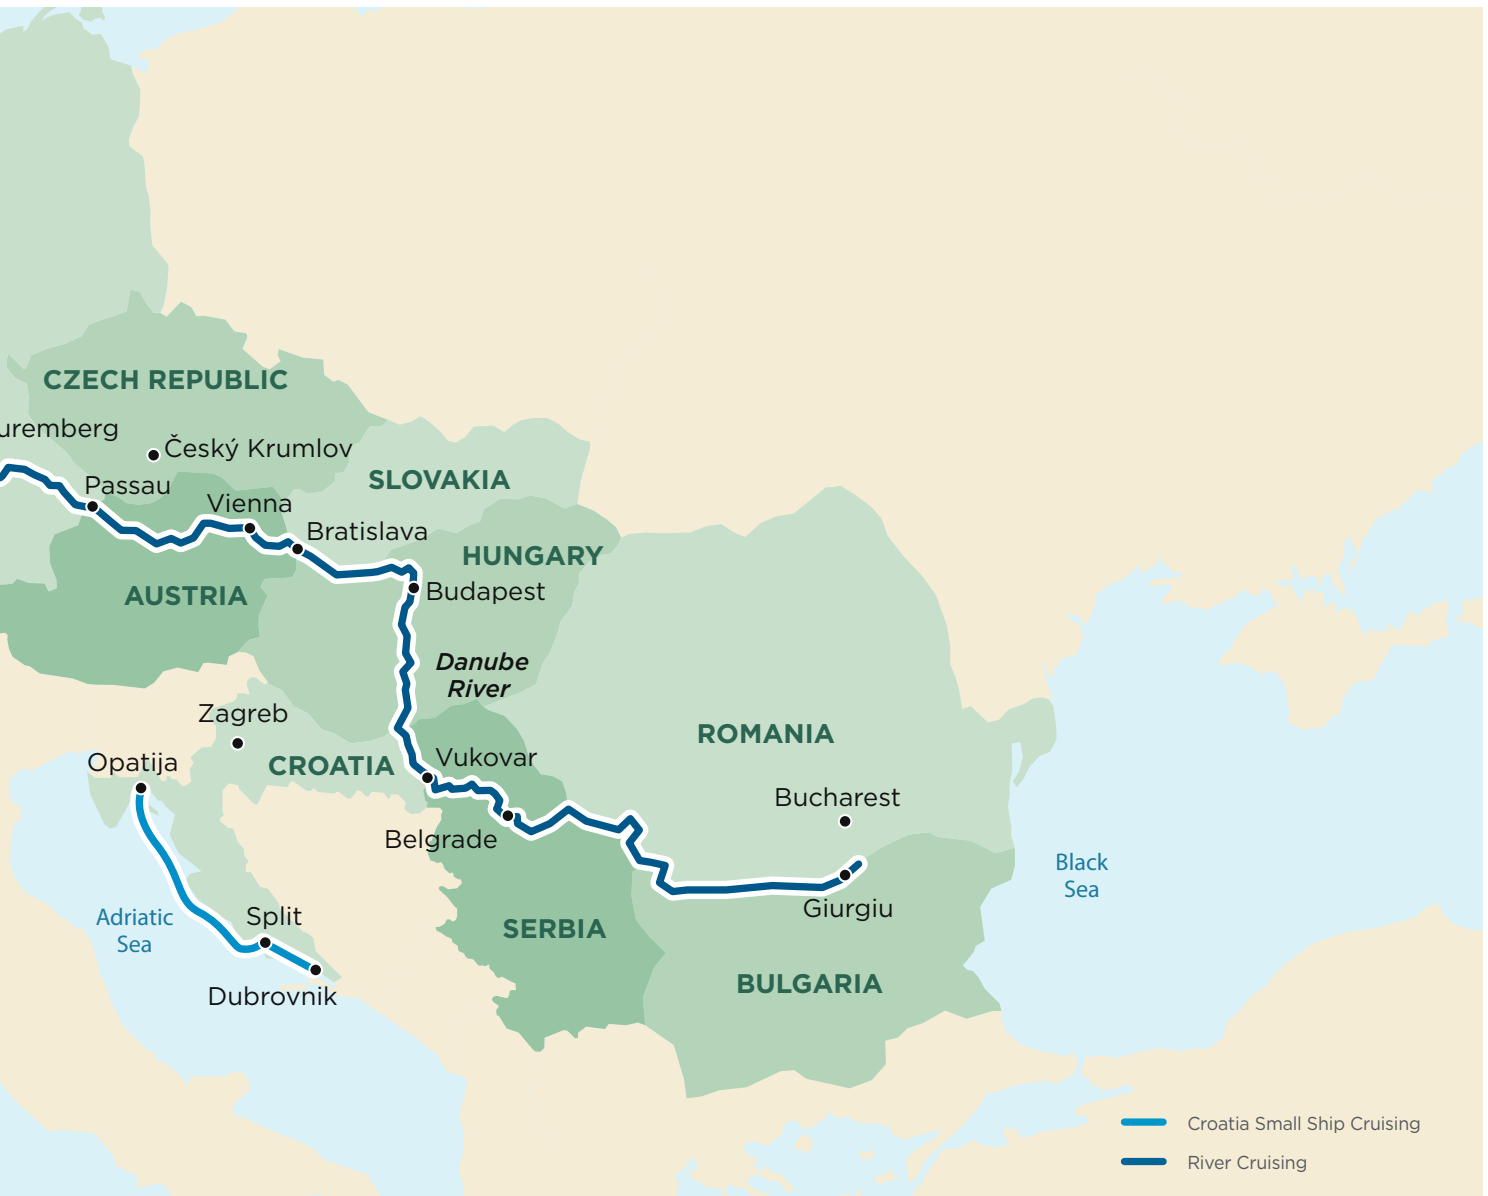 CZECH REPUBLIC
uremberg
Český Krumlov
Passau
SLOVAKIA
Vienna
Bratislava
HUNGARY
AUSTRIA
Budapest
Danube
River
Zagreb
ROMANIA
Opatija
CROATIA
Vukovar
Bucharest
Belgrade
Black
Sea
Giurgiu
Adriatic
Sea
Split
SERBIA
BULGARIA
Dubrovnik
Croatia Small Ship Cruising
River Cruising